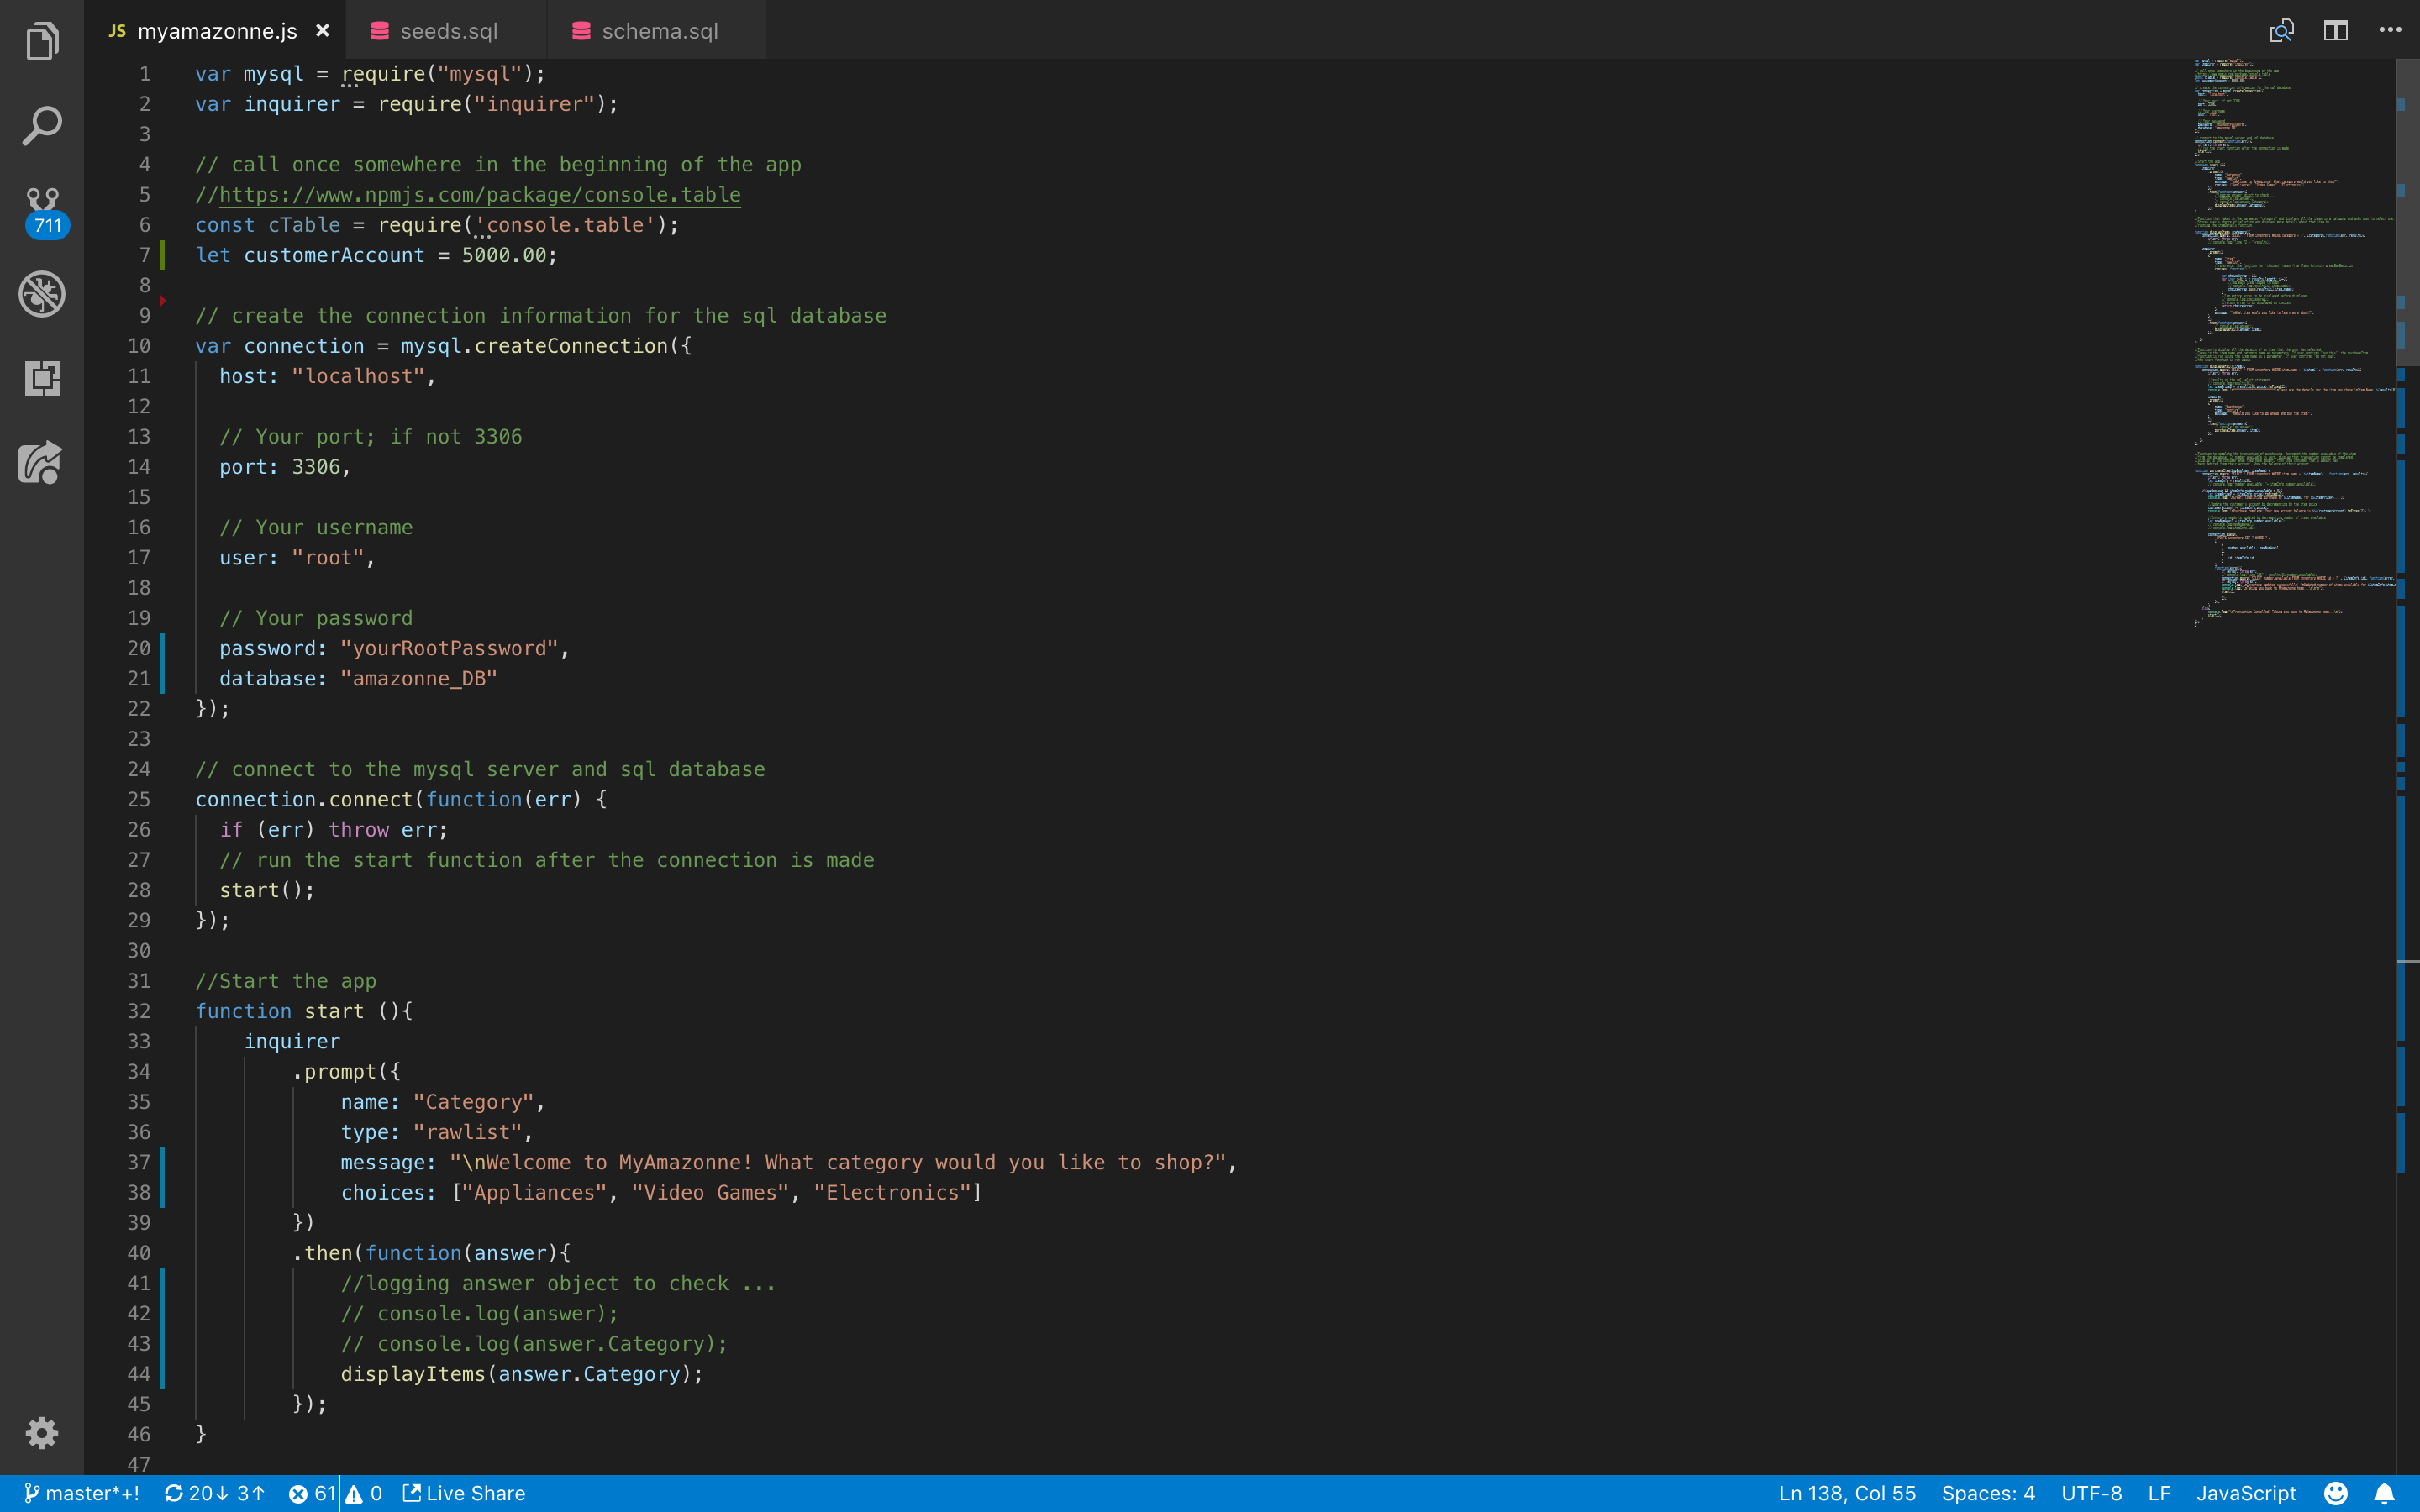 JS myamazonne.js × seeds.sql schema.sql
711
1 var mysql = require("mysql");
2 var inquirer = require("inquirer");
3
4 // call once somewhere in the beginning of the app
5 //https://www.npmjs.com/package/console.table
6 const cTable = require('console.table');
7 let customerAccount = 5000.00;
8
9 // create the connection information for the sql database
10 var connection = mysql.createConnection({
11   host: "localhost",
12
13   // Your port; if not 3306
14   port: 3306,
15
16   // Your username
17   user: "root",
18
19   // Your password
20   password: "yourRootPassword",
21   database: "amazonne_DB"
22 });
23
24 // connect to the mysql server and sql database
25 connection.connect(function(err) {
26   if (err) throw err;
27   // run the start function after the connection is made
28   start();
29 });
30
31 //Start the app
32 function start (){
33     inquirer
34         .prompt({
35             name: "Category",
36             type: "rawlist",
37             message: "\nWelcome to MyAmazonne! What category would you like to shop?",
38             choices: ["Appliances", "Video Games", "Electronics"]
39         })
40         .then(function(answer){
41             //logging answer object to check ...
42             // console.log(answer);
43             // console.log(answer.Category);
44             displayItems(answer.Category);
45         });
46 }
47
master*+! 20↓ 3↑ 61 0 Live Share Ln 138, Col 55 Spaces: 4 UTF-8 LF JavaScript